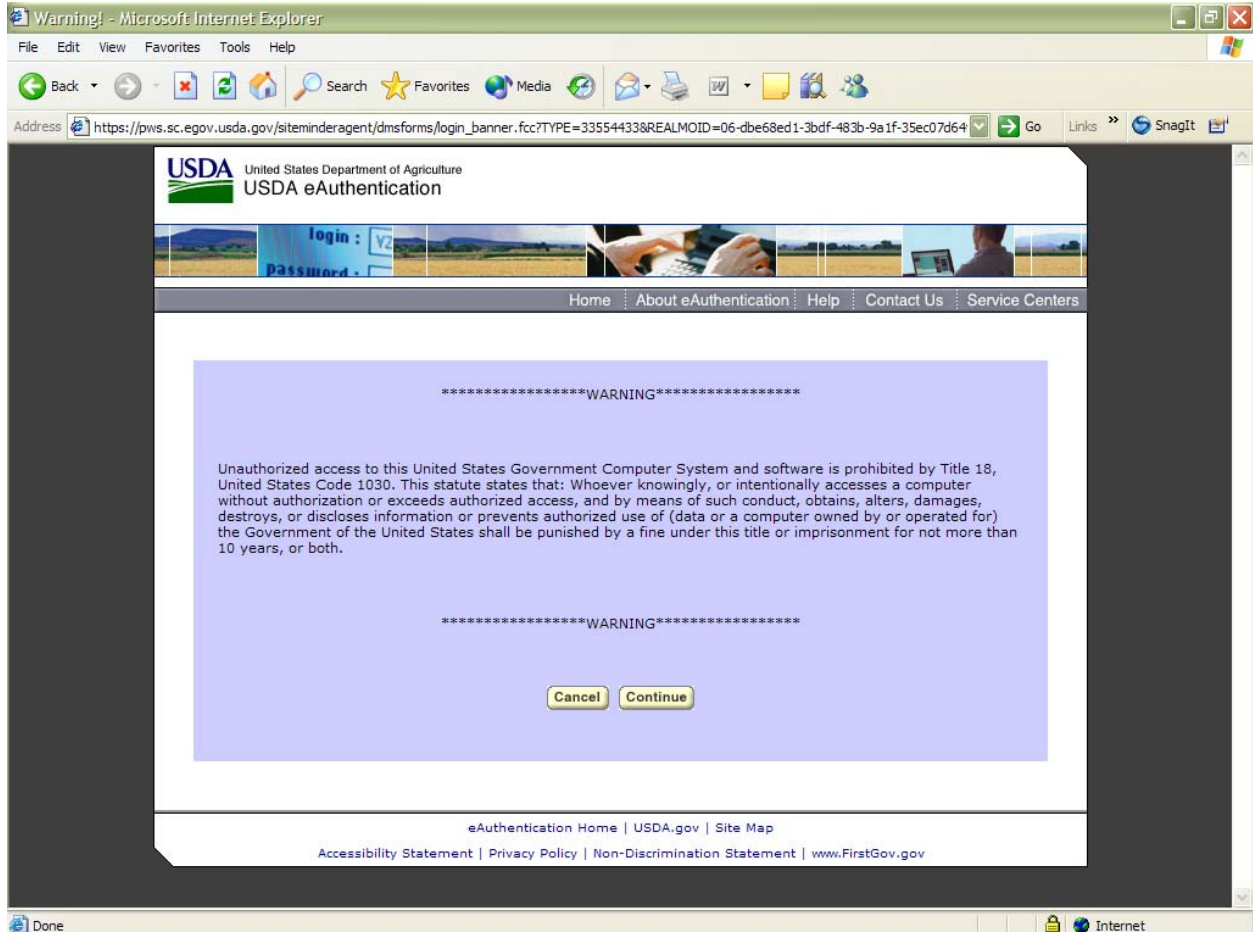 Warning! - Microsoft Internet Explorer
File Edit View Favorites Tools Help
Back Search Favorites Media
Address https://pws.sc.egov.usda.gov/siteminderagent/dmsforms/login_banner.fcc?TYPE=33554433&REALMOID=06-dbe68ed1-3bdf-483b-9a1f-35ec07d64 Go Links » SnagIt
USDA United States Department of Agriculture
USDA eAuthentication
login : YZ
password :
Home About eAuthentication Help Contact Us Service Centers
*****************WARNING*****************
Unauthorized access to this United States Government Computer System and software is prohibited by Title 18,
United States Code 1030. This statute states that: Whoever knowingly, or intentionally accesses a computer
without authorization or exceeds authorized access, and by means of such conduct, obtains, alters, damages,
destroys, or discloses information or prevents authorized use of (data or a computer owned by or operated for)
the Government of the United States shall be punished by a fine under this title or imprisonment for not more than
10 years, or both.
*****************WARNING*****************
Cancel Continue
eAuthentication Home | USDA.gov | Site Map
Accessibility Statement | Privacy Policy | Non-Discrimination Statement | www.FirstGov.gov
Done Internet